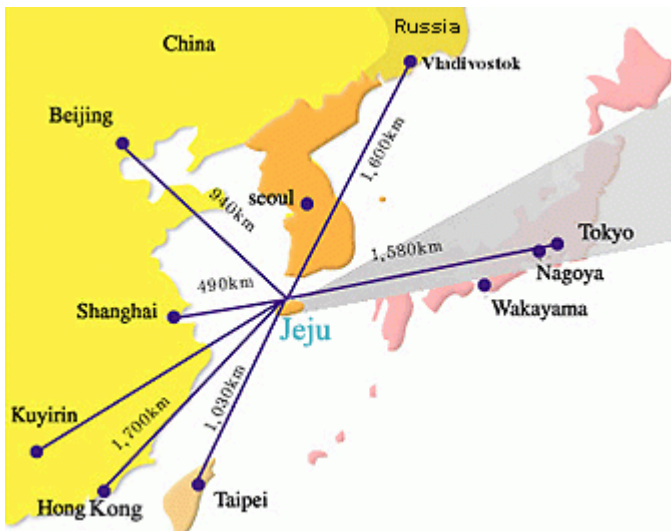 Russia
China
Vladivostok
Beijing
1,600km
940km
scoul
Tokyo
1,580km
Nagoya
490km
Wakayama
Shanghai
Jeju
1,030km
Kuyirin
1,700km
Hong Kong
Taipei